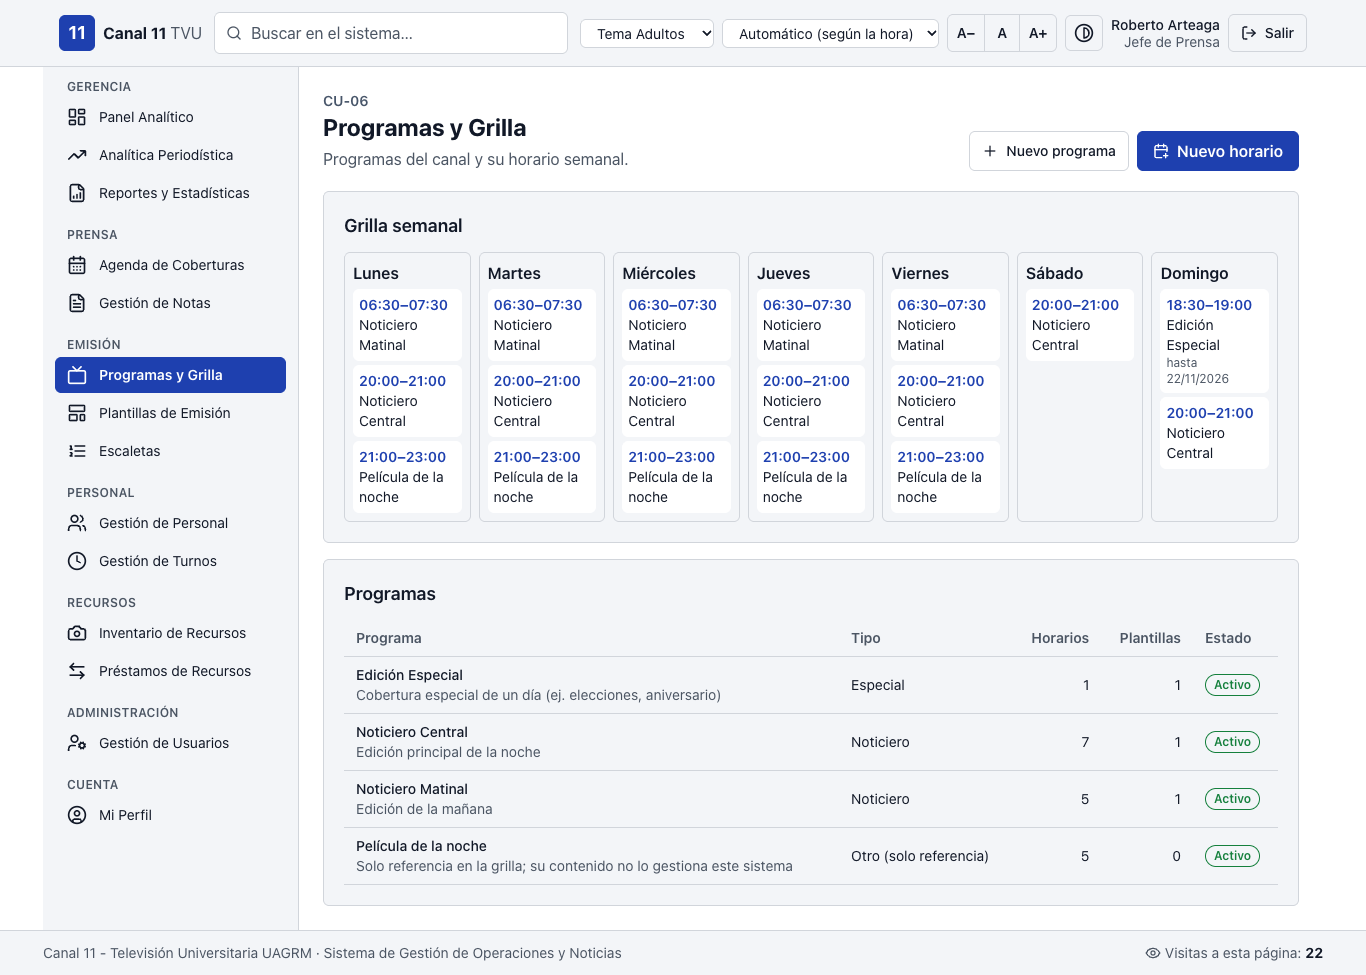 11 Canal 11 TVU
Buscar en el sistema...
Tema Adultos
Automático (según la hora)
A− A A+
Roberto Arteaga
Jefe de Prensa
Salir
GERENCIA
Panel Analítico
Analítica Periodística
Reportes y Estadísticas
PRENSA
Agenda de Coberturas
Gestión de Notas
EMISIÓN
Programas y Grilla
Plantillas de Emisión
Escaletas
PERSONAL
Gestión de Personal
Gestión de Turnos
RECURSOS
Inventario de Recursos
Préstamos de Recursos
ADMINISTRACIÓN
Gestión de Usuarios
CUENTA
Mi Perfil
CU-06
Programas y Grilla
Programas del canal y su horario semanal.
Nuevo programa
Nuevo horario
Grilla semanal
Lunes
06:30–07:30
Noticiero
Matinal
20:00–21:00
Noticiero
Central
21:00–23:00
Película de la
noche
Martes
06:30–07:30
Noticiero
Matinal
20:00–21:00
Noticiero
Central
21:00–23:00
Película de la
noche
Miércoles
06:30–07:30
Noticiero
Matinal
20:00–21:00
Noticiero
Central
21:00–23:00
Película de la
noche
Jueves
06:30–07:30
Noticiero
Matinal
20:00–21:00
Noticiero
Central
21:00–23:00
Película de la
noche
Viernes
06:30–07:30
Noticiero
Matinal
20:00–21:00
Noticiero
Central
21:00–23:00
Película de la
noche
Sábado
20:00–21:00
Noticiero
Central
Domingo
18:30–19:00
Edición
Especial
hasta
22/11/2026
20:00–21:00
Noticiero
Central
Programas
Programa Tipo Horarios Plantillas Estado
Edición Especial
Cobertura especial de un día (ej. elecciones, aniversario)
Especial 1 1 Activo
Noticiero Central
Edición principal de la noche
Noticiero 7 1 Activo
Noticiero Matinal
Edición de la mañana
Noticiero 5 1 Activo
Película de la noche
Solo referencia en la grilla; su contenido no lo gestiona este sistema
Otro (solo referencia) 5 0 Activo
Canal 11 - Televisión Universitaria UAGRM · Sistema de Gestión de Operaciones y Noticias
Visitas a esta página: 22